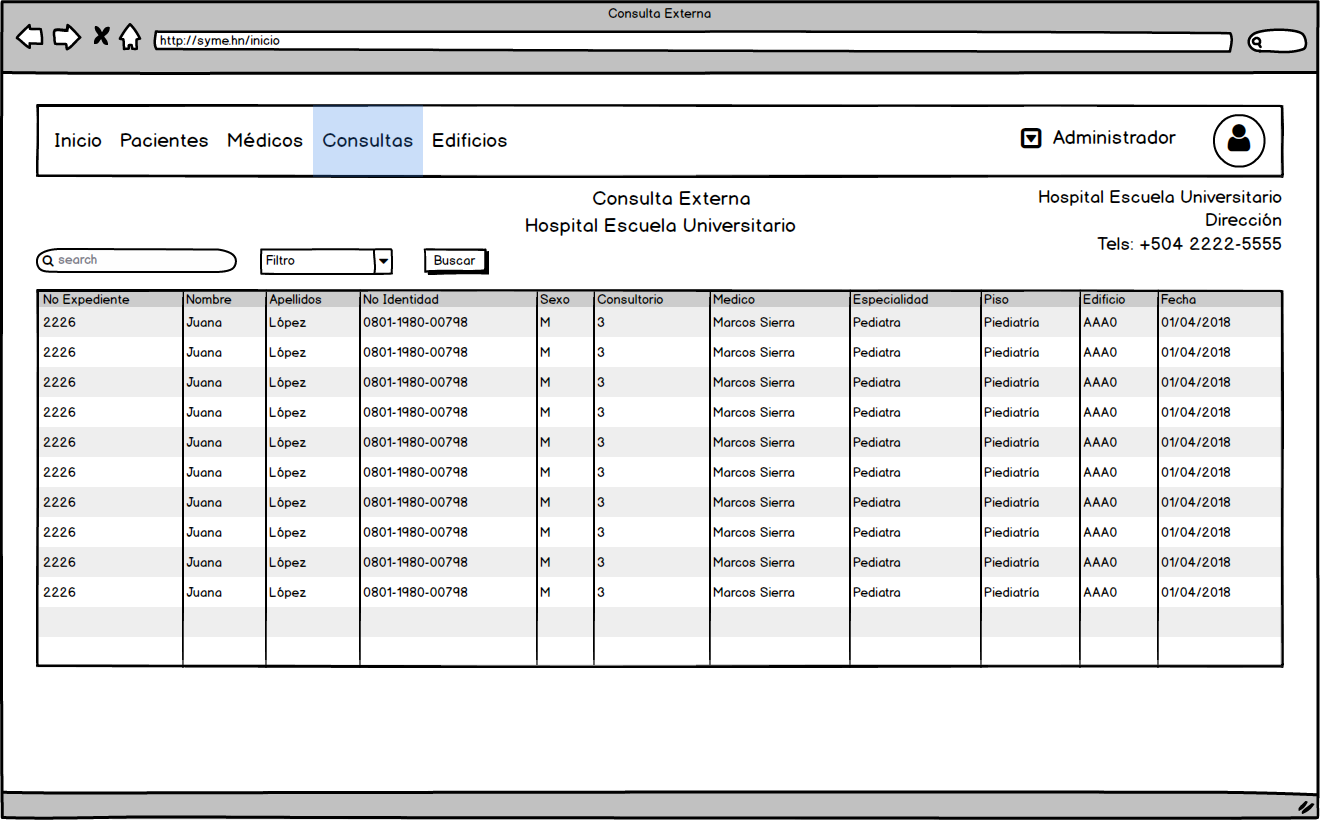 Consulta Externa
http://syme.hn/inicio
Inicio Pacientes Médicos Consultas Edificios Administrador
Consulta Externa
Hospital Escuela Universitario
Hospital Escuela Universitario
Dirección
Tels: +504 2222-5555
search Filtro Buscar
No Expediente Nombre Apellidos No Identidad Sexo Consultorio Medico Especialidad Piso Edificio Fecha
2226 Juana López 0801-1980-00798 M 3 Marcos Sierra Pediatra Piediatría AAA0 01/04/2018
2226 Juana López 0801-1980-00798 M 3 Marcos Sierra Pediatra Piediatría AAA0 01/04/2018
2226 Juana López 0801-1980-00798 M 3 Marcos Sierra Pediatra Piediatría AAA0 01/04/2018
2226 Juana López 0801-1980-00798 M 3 Marcos Sierra Pediatra Piediatría AAA0 01/04/2018
2226 Juana López 0801-1980-00798 M 3 Marcos Sierra Pediatra Piediatría AAA0 01/04/2018
2226 Juana López 0801-1980-00798 M 3 Marcos Sierra Pediatra Piediatría AAA0 01/04/2018
2226 Juana López 0801-1980-00798 M 3 Marcos Sierra Pediatra Piediatría AAA0 01/04/2018
2226 Juana López 0801-1980-00798 M 3 Marcos Sierra Pediatra Piediatría AAA0 01/04/2018
2226 Juana López 0801-1980-00798 M 3 Marcos Sierra Pediatra Piediatría AAA0 01/04/2018
2226 Juana López 0801-1980-00798 M 3 Marcos Sierra Pediatra Piediatría AAA0 01/04/2018